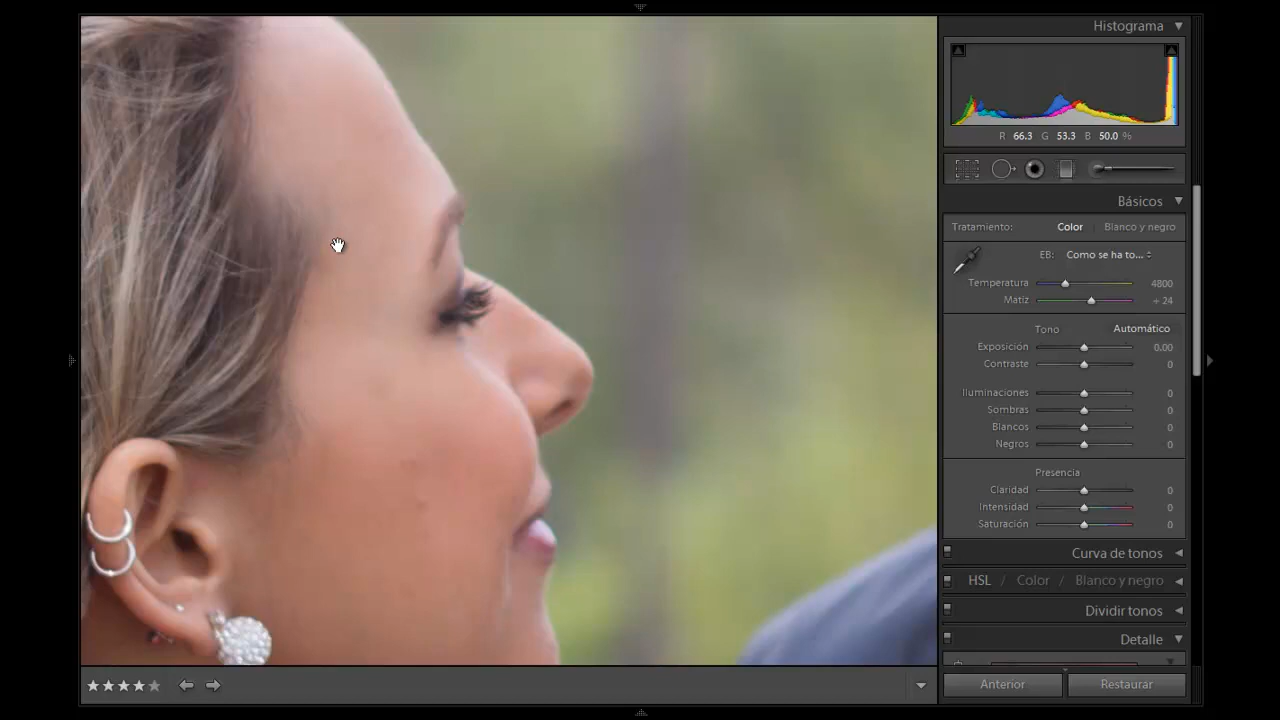 Histograma
R 66.3 G 53.3 B 50.0 %
Básicos
Tratamiento: Color Blanco y negro
EB: Como se ha to...
Temperatura 4800
Matiz + 24
Tono Automático
Exposición 0.00
Contraste 0
Iluminaciones 0
Sombras 0
Blancos 0
Negros 0
Presencia
Claridad 0
Intensidad 0
Saturación 0
Curva de tonos
HSL / Color / Blanco y negro
Dividir tonos
Detalle
Anterior Restaurar